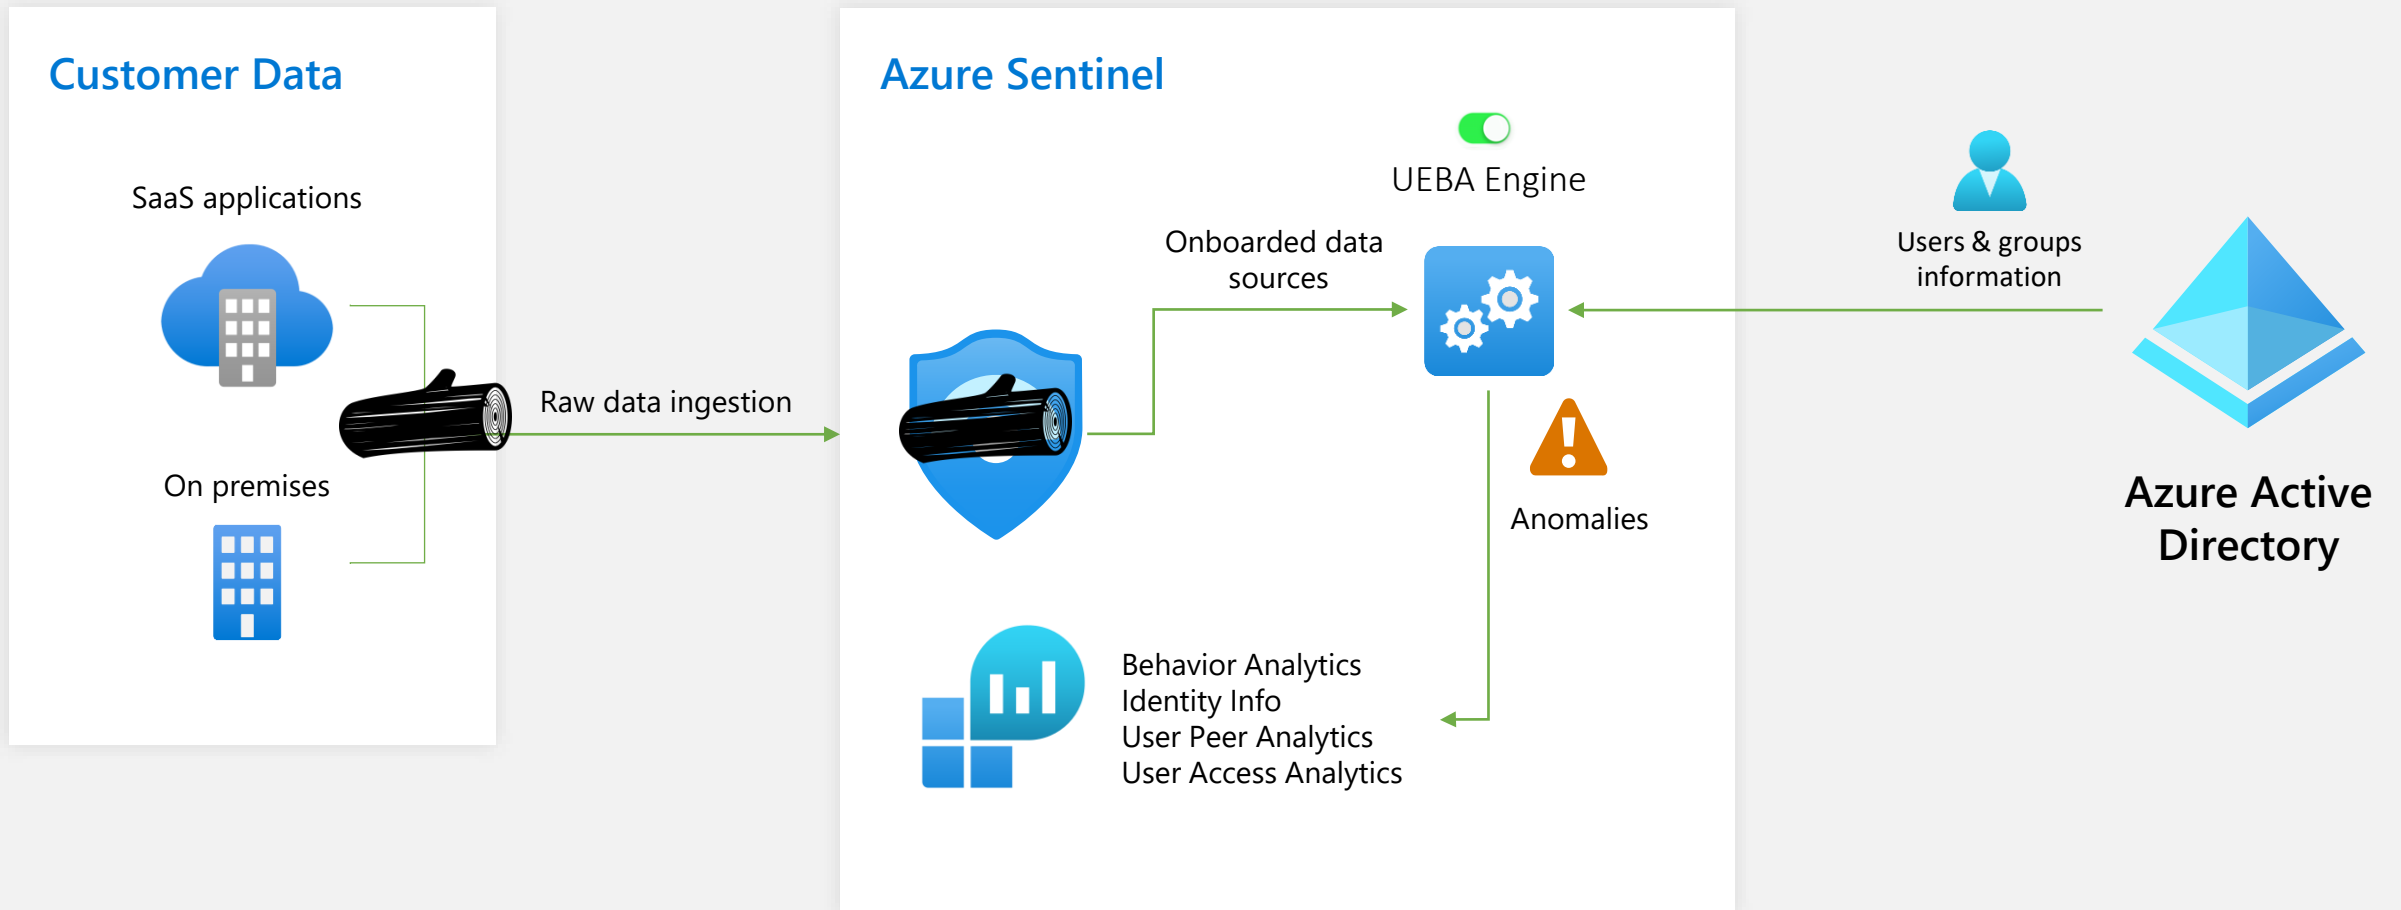 Customer Data
SaaS applications
On premises
Raw data ingestion
Azure Sentinel
UEBA Engine
Onboarded data
sources
Anomalies
Behavior Analytics
Identity Info
User Peer Analytics
User Access Analytics
Users & groups
information
Azure Active
Directory